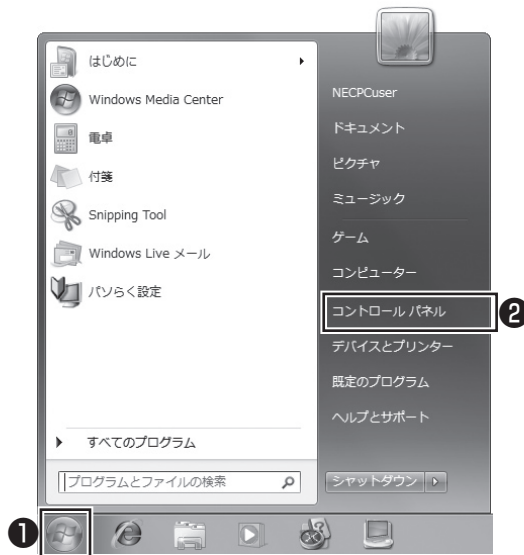 はじめに
Windows Media Center
電卓
付箋
Snipping Tool
Windows Live メール
パソらく設定
すべてのプログラム
プログラムとファイルの検索
NECPCuser
ドキュメント
ピクチャ
ミュージック
ゲーム
コンピューター
コントロール パネル
❷
デバイスとプリンター
既定のプログラム
ヘルプとサポート
シャットダウン
❶